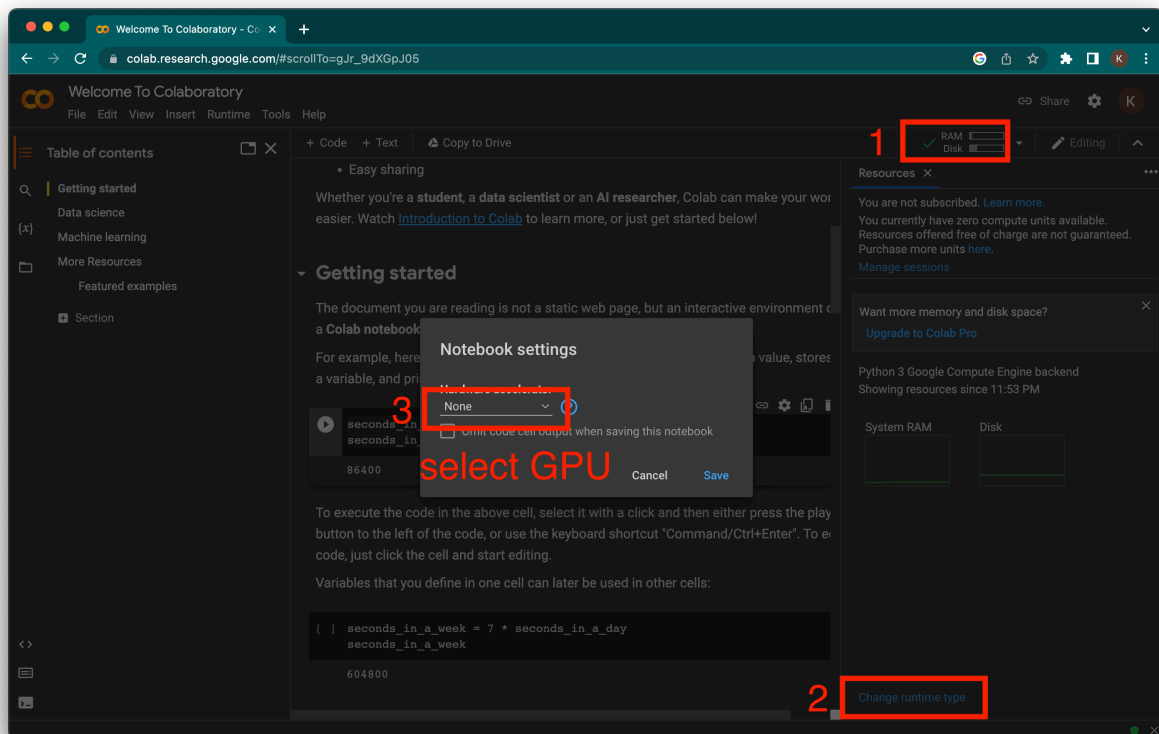 Welcome To Colaboratory - Co
colab.research.google.com/#scrollTo=gJr_9dXGpJ05
K
Welcome To Colaboratory
File Edit View Insert Runtime Tools Help
Share
K
Table of contents
Getting started
Data science
Machine learning
More Resources
Featured examples
Section
+ Code + Text Copy to Drive
1
RAM
Disk
Editing
• Easy sharing
Whether you're a student, a data scientist or an AI researcher, Colab can make your wor
easier. Watch Introduction to Colab to learn more, or just get started below!
Getting started
The document you are reading is not a static web page, but an interactive environment
a Colab notebook
For example, here
value, stores
a variable, and pri
seconds_in_
seconds_in_
86400
Notebook settings
Hardware accelerator
3
None
Omit code cell output when saving this notebook
select GPU
Cancel Save
To execute the code in the above cell, select it with a click and then either press the play
button to the left of the code, or use the keyboard shortcut "Command/Ctrl+Enter". To e
code, just click the cell and start editing.
Variables that you define in one cell can later be used in other cells:
[ ] seconds_in_a_week = 7 * seconds_in_a_day
seconds_in_a_week
604800
Resources
You are not subscribed. Learn more.
You currently have zero compute units available.
Resources offered free of charge are not guaranteed.
Purchase more units here.
Manage sessions
Want more memory and disk space?
Upgrade to Colab Pro
Python 3 Google Compute Engine backend
Showing resources since 11:53 PM
System RAM Disk
2
Change runtime type